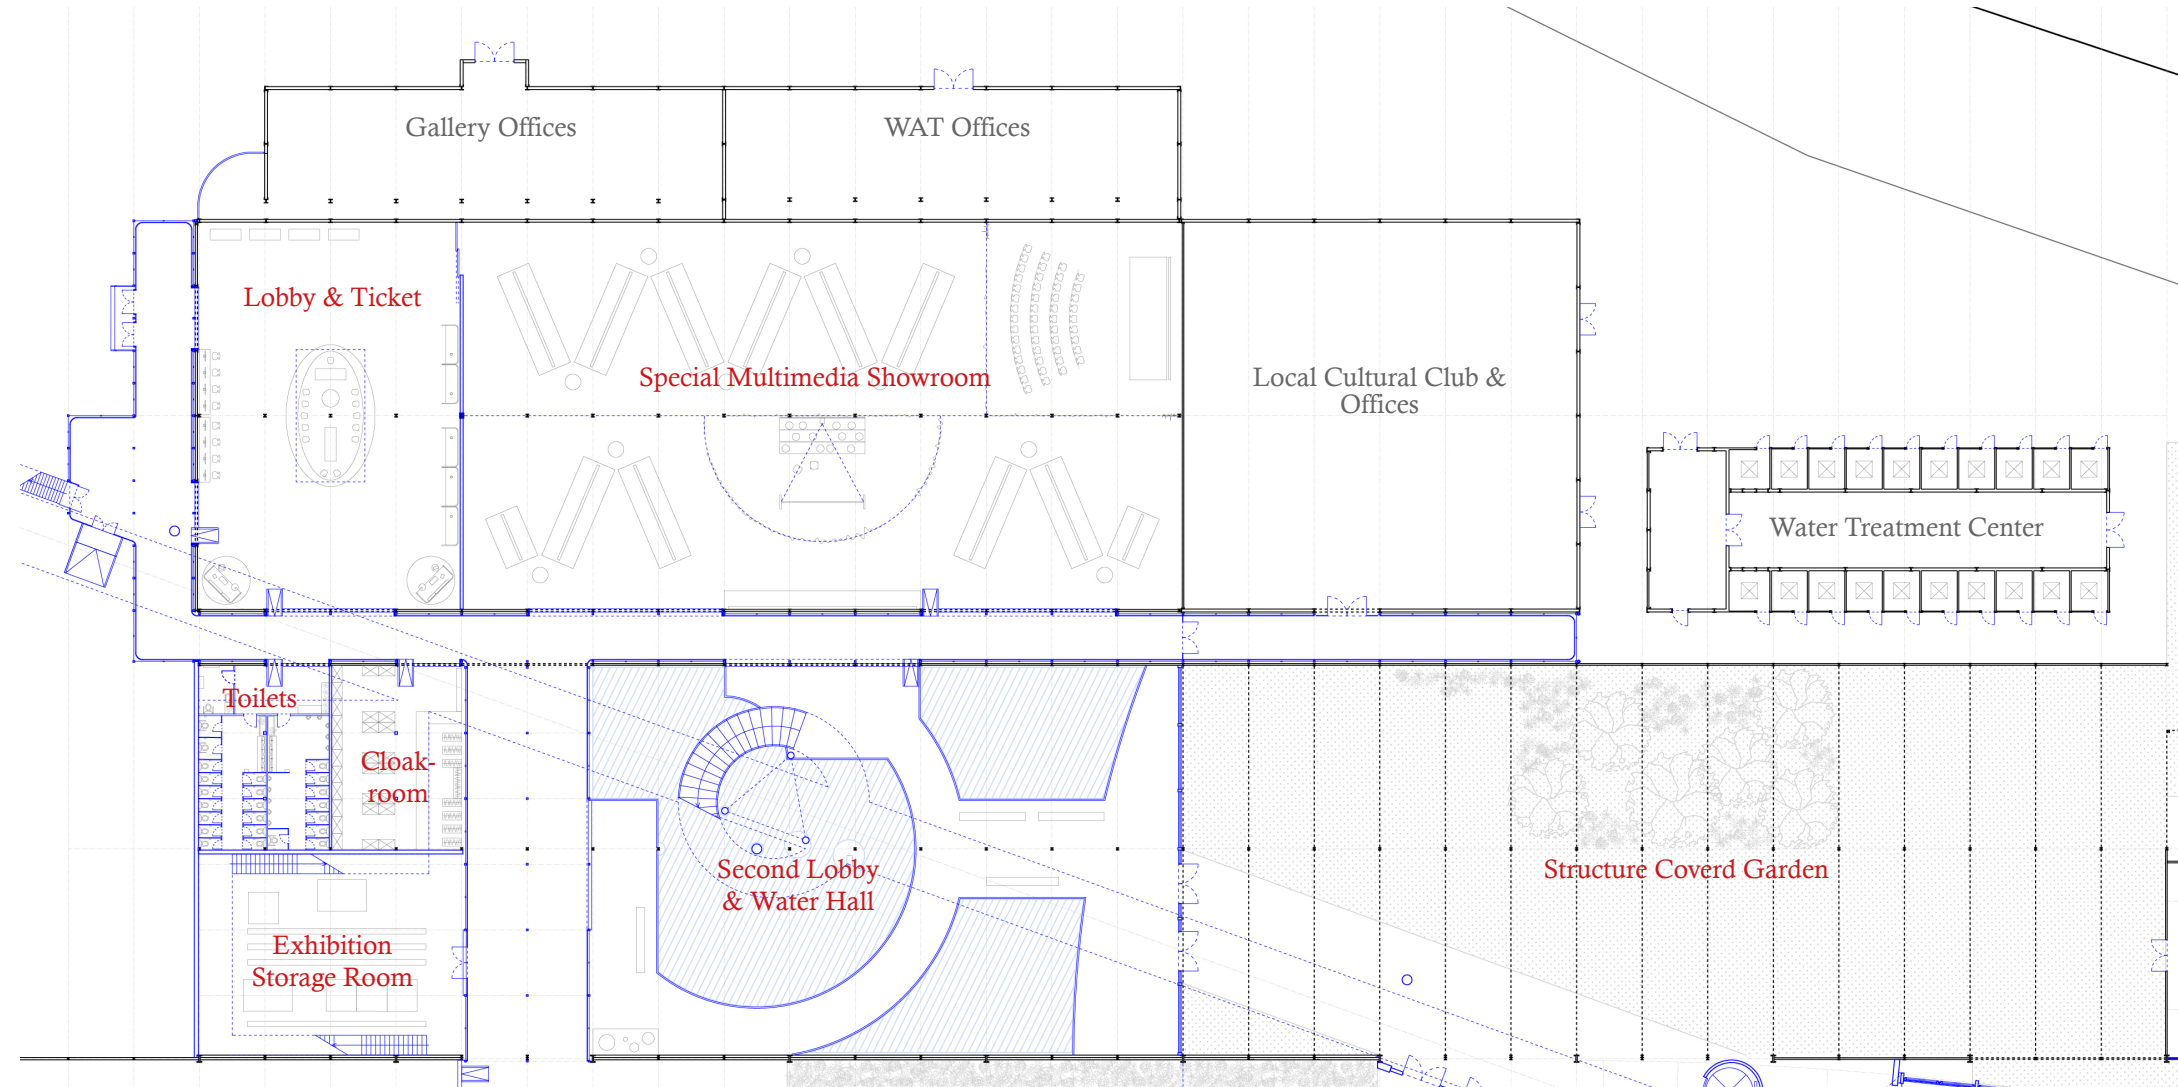 Gallery Offices
WAT Offices
Lobby & Ticket
Special Multimedia Showroom
Local Cultural Club &
Offices
Water Treatment Center
Toilets
Cloak-
room
Second Lobby
& Water Hall
Structure Coverd Garden
Exhibition
Storage Room